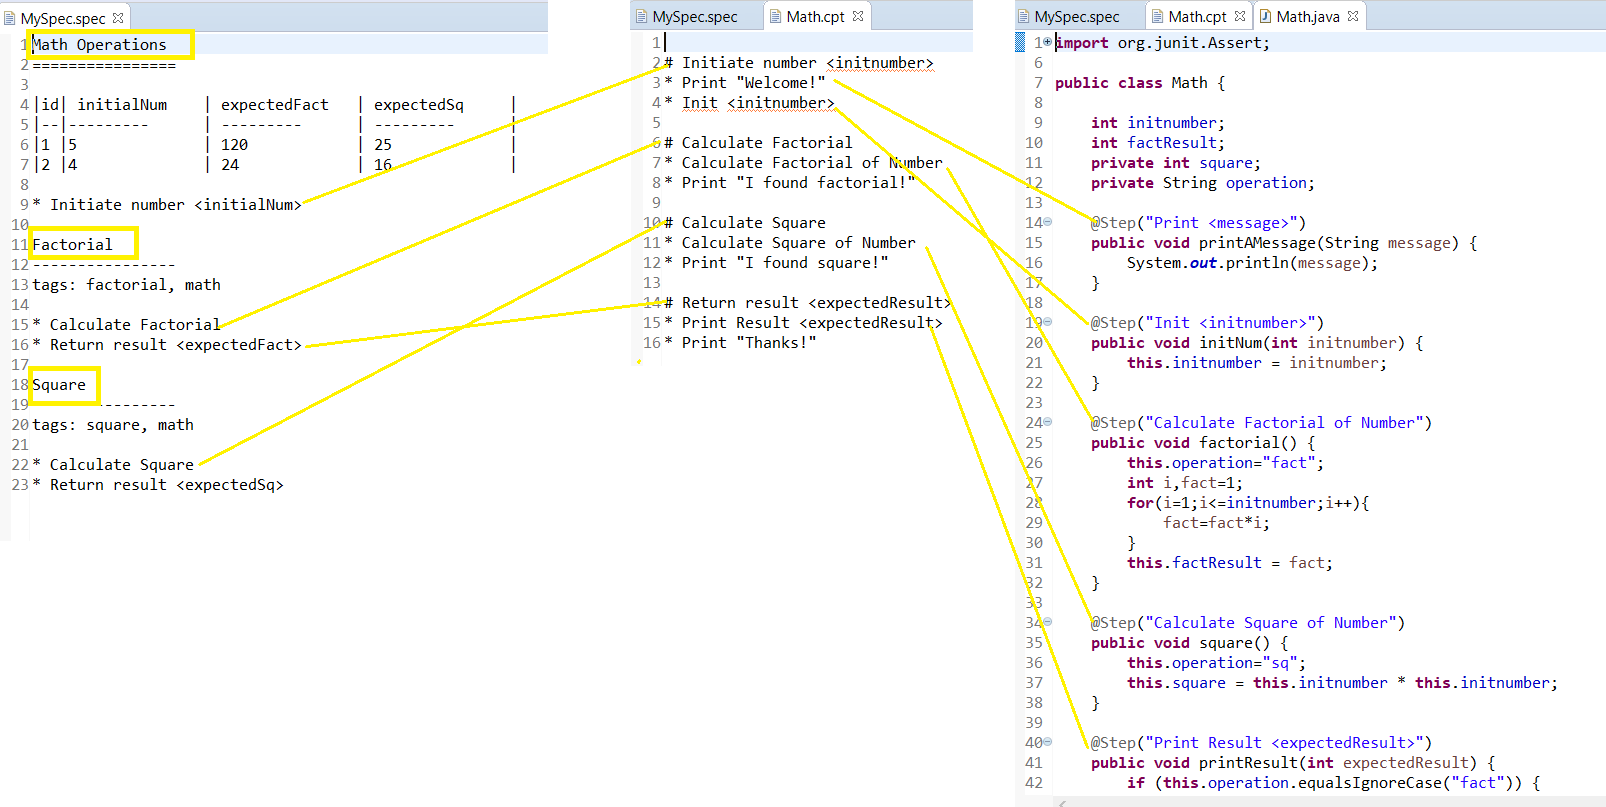 MySpec.spec
1 Math Operations
2 ================
3
4 |id| initialNum    | expectedFact   | expectedSq     |
5 |--|---------      | ---------      | ---------      |
6 |1 |5              | 120            | 25             |
7 |2 |4              | 24             | 16             |
8
9 * Initiate number <initialNum>
10
11 Factorial
12 ----------------
13 tags: factorial, math
14
15 * Calculate Factorial
16 * Return result <expectedFact>
17
18 Square
19 ---------
20 tags: square, math
21
22 * Calculate Square
23 * Return result <expectedSq>
MySpec.spec Math.cpt
1
2 # Initiate number <initnumber>
3 * Print "Welcome!"
4 * Init <initnumber>
5
6 # Calculate Factorial
7 * Calculate Factorial of Number
8 * Print "I found factorial!"
9
10 # Calculate Square
11 * Calculate Square of Number
12 * Print "I found square!"
13
14 # Return result <expectedResult>
15 * Print Result <expectedResult>
16 * Print "Thanks!"
MySpec.spec Math.cpt Math.java
1 import org.junit.Assert;
6
7 public class Math {
8
9     int initnumber;
10     int factResult;
11     private int square;
12     private String operation;
13
14     @Step("Print <message>")
15     public void printAMessage(String message) {
16         System.out.println(message);
17     }
18
19     @Step("Init <initnumber>")
20     public void initNum(int initnumber) {
21         this.initnumber = initnumber;
22     }
23
24     @Step("Calculate Factorial of Number")
25     public void factorial() {
26         this.operation="fact";
27         int i,fact=1;
28         for(i=1;i<=initnumber;i++){
29             fact=fact*i;
30         }
31         this.factResult = fact;
32     }
33
34     @Step("Calculate Square of Number")
35     public void square() {
36         this.operation="sq";
37         this.square = this.initnumber * this.initnumber;
38     }
39
40     @Step("Print Result <expectedResult>")
41     public void printResult(int expectedResult) {
42         if (this.operation.equalsIgnoreCase("fact")) {